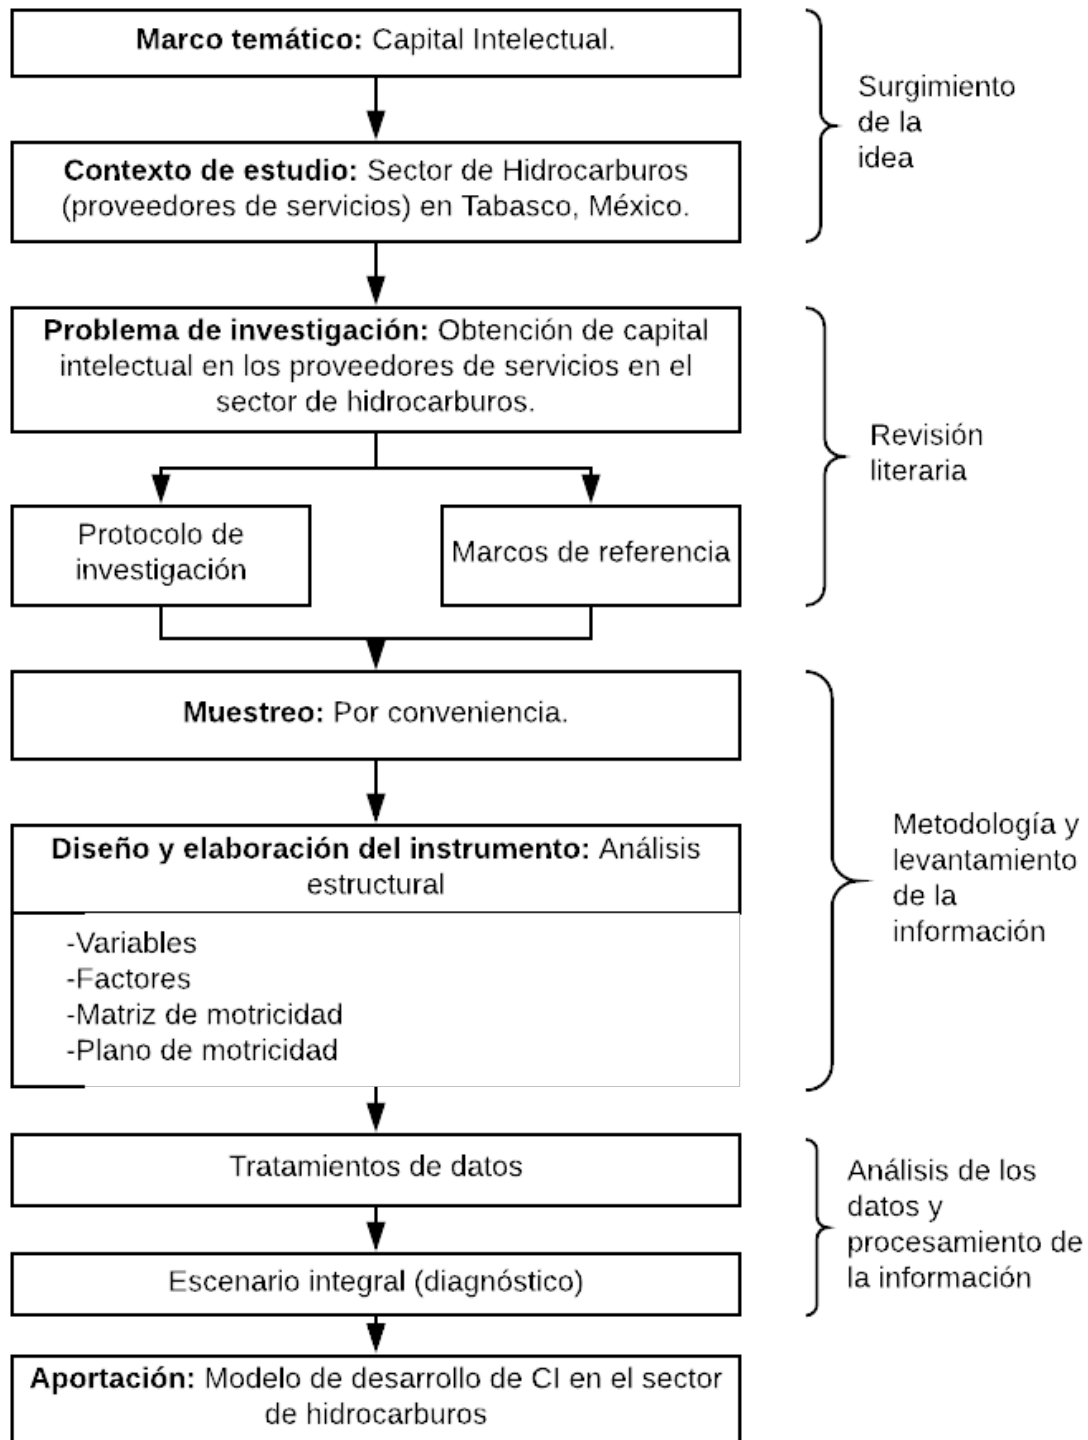 Marco temático: Capital Intelectual.
Surgimiento
de la
idea
Contexto de estudio: Sector de Hidrocarburos
(proveedores de servicios) en Tabasco, México.
Problema de investigación: Obtención de capital
intelectual en los proveedores de servicios en el
sector de hidrocarburos.
Revisión
literaria
Protocolo de
investigación
Marcos de referencia
Muestreo: Por conveniencia.
Diseño y elaboración del instrumento: Análisis
estructural
-Variables
-Factores
-Matriz de motricidad
-Plano de motricidad
Metodología y
levantamiento
de la
información
Tratamientos de datos
Escenario integral (diagnóstico)
Análisis de los
datos y
procesamiento de
la información
Aportación: Modelo de desarrollo de CI en el sector
de hidrocarburos